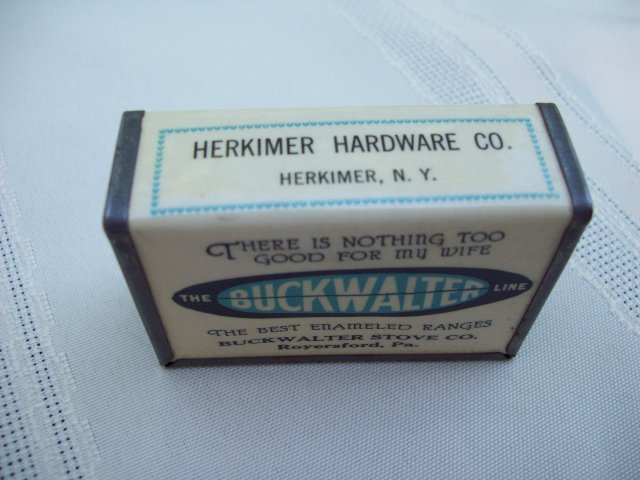 HERKIMER HARDWARE CO.
HERKIMER, N. Y.
THERE IS NOTHING TOO
GOOD FOR my WIFE
THE BUCKWALTER LINE
THE BEST ENAMELED RANGES
BUCKWALTER STOVE CO.
Royersford, Pa.